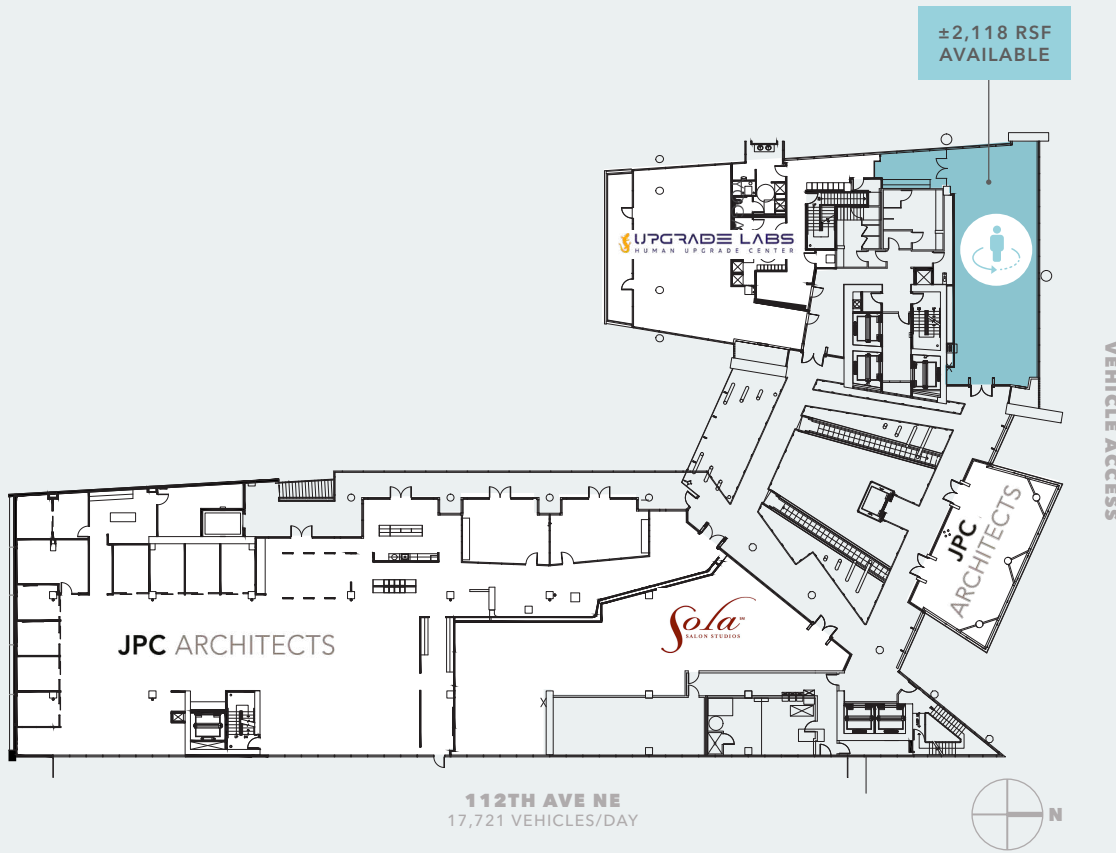 ±2,118 RSF
AVAILABLE
UPGRADE LABS
HUMAN UPGRADE CENTER
VEHICLE ACCESS
JPC
ARCHITECTS
Sola™
SALON STUDIOS
JPC ARCHITECTS
112TH AVE NE
17,721 VEHICLES/DAY
N